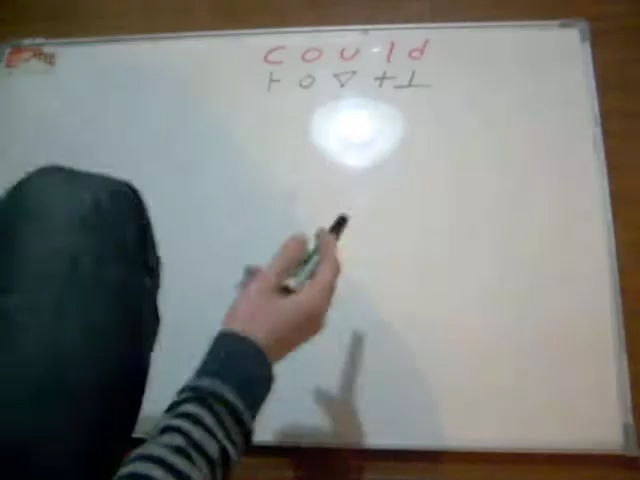 could
⊦ O ▽ + ⊥